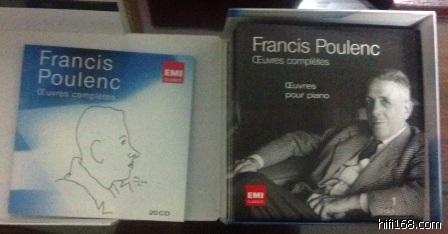 Francis
Poulenc
Œuvres complètes
EMI
CLASSICS
20 CD
Francis Poulenc
Œuvres complètes
Œuvres
pour piano
EMI
CLASSICS
1
hifi168.com